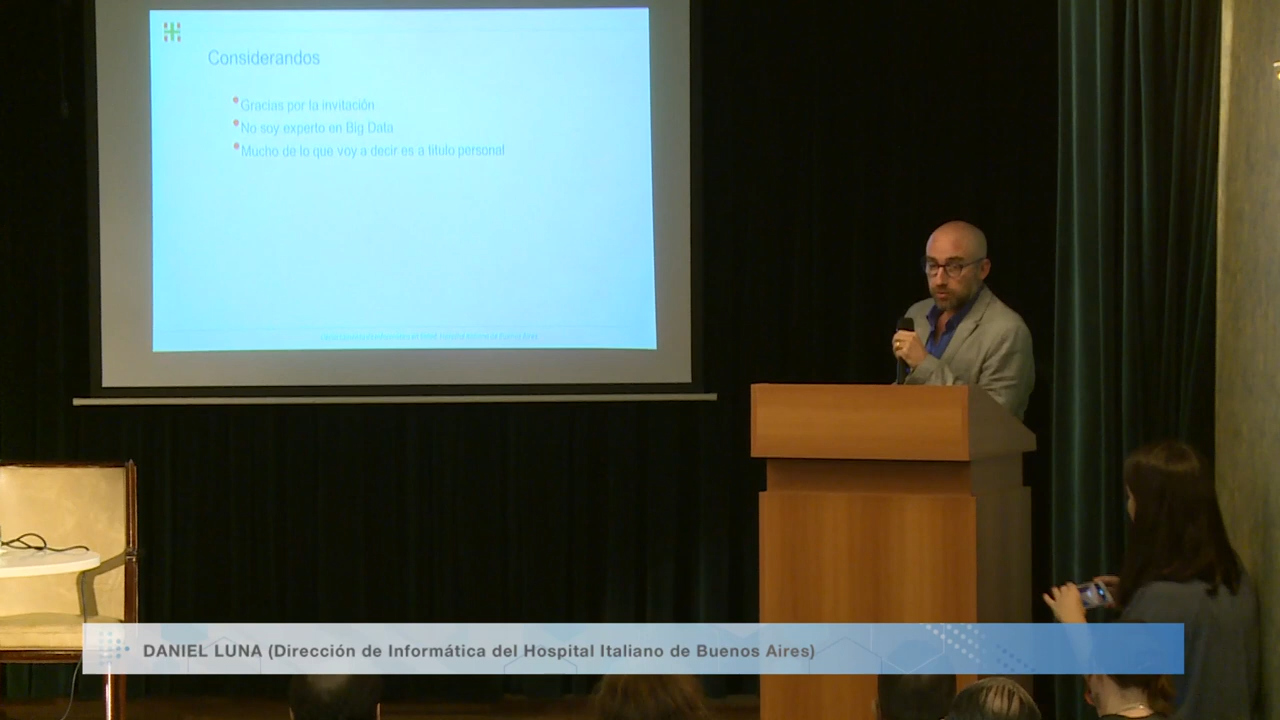 Considerandos
Gracias por la invitación
No soy experto en Big Data
Mucho de lo que voy a decir es a título personal
DANIEL LUNA (Dirección de Informática del Hospital Italiano de Buenos Aires)